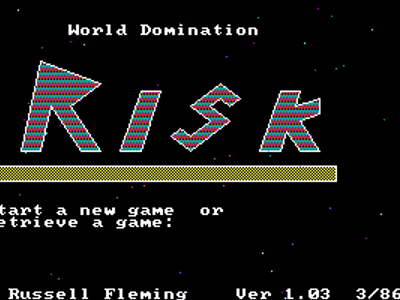 World Domination
RISK
tart a new game or
etrieve a game:
Russell Fleming Ver 1.03 3/86